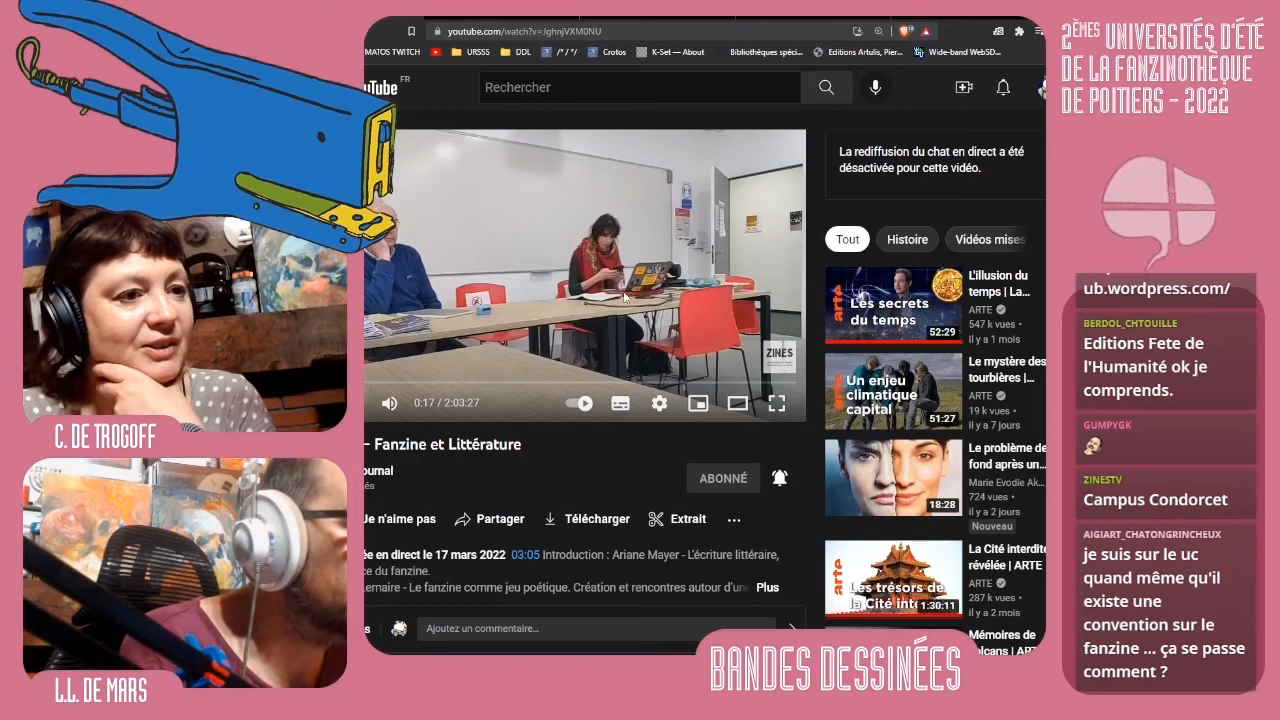 2ÈMES UNIVERSITÉS D'ÉTÉ
DE LA FANZINOTHÈQUE
DE POITIERS - 2022
youtube.com/watch?v=JghnjVXM0NU
MATOS TWITCH
URSSS
DDL
/*/*/
Crotos
K-Set — About
Bibliothèques spéci...
Editions Artulis, Pier...
Wide-band WebSD...
uTube FR
Rechercher
La rediffusion du chat en direct a été
désactivée pour cette vidéo.
Tout
Histoire
Vidéos mises
ZINES
0:17 / 2:03:27
- Fanzine et Littérature
ournal
és
ABONNÉ
Je n'aime pas
Partager
Télécharger
Extrait
ée en direct le 17 mars 2022 03:05 Introduction : Ariane Mayer - L'écriture littéraire,
ce du fanzine.
emaire - Le fanzine comme jeu poétique. Création et rencontres autour d'une Plus
s
Ajoutez un commentaire...
arte
Les secrets
du temps
52:29
L'illusion du
temps | La...
ARTE
547 k vues •
il y a 1 mois
arte
Un enjeu
climatique
capital
51:27
Le mystère des
tourbières |...
ARTE
19 k vues •
il y a 7 jours
18:28
Le problème de
fond après un...
Marie Evodie Ak...
724 vues •
il y a 2 jours
Nouveau
arte
Les trésors de
la Cité int
1:30:11
La Cité interdite
révélée | ARTE
ARTE
287 k vues •
il y a 2 mois
Mémoires de
volcans | ART
ub.wordpress.com/
BERDOL_CHTOUILLE
Editions Fete de
l'Humanité ok je
comprends.
GUMPYGK
ZINESTV
Campus Condorcet
AIGIART_CHATONGRINCHEUX
je suis sur le uc
quand même qu'il
existe une
convention sur le
fanzine ... ça se passe
comment ?
C. DE TROGOFF
L.L. DE MARS
BANDES DESSINÉES